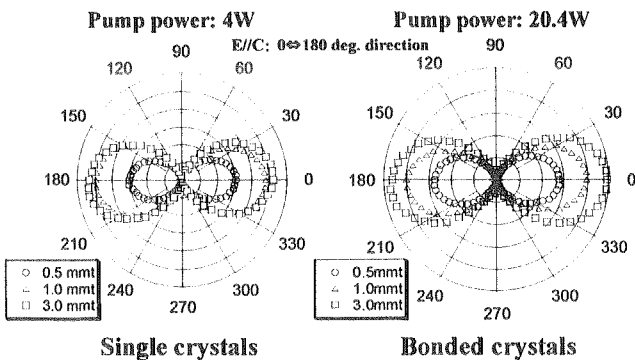 Pump power: 4W
Pump power: 20.4W
E//C: 0⇔180 deg. direction
90
120
60
150
30
180
0
210
330
240
300
270
0.5 mmt
1.0 mmt
3.0 mmt
90
120
60
150
30
180
0
210
330
240
300
270
0.5mmt
1.0mmt
3.0mmt
Single crystals
Bonded crystals